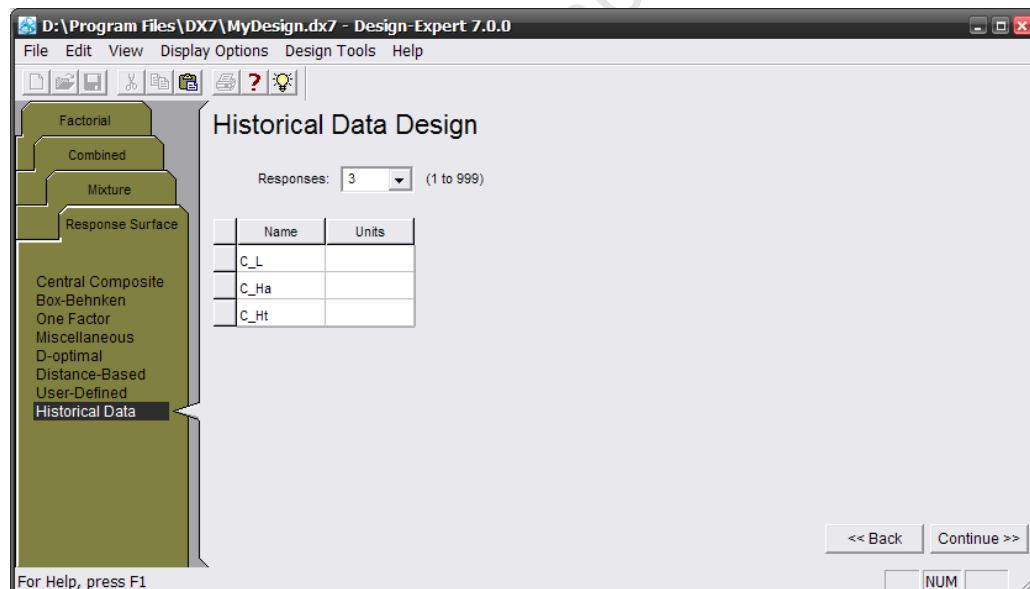 D:\Program Files\DX7\MyDesign.dx7 - Design-Expert 7.0.0
File Edit View Display Options Design Tools Help
Factorial
Combined
Mixture
Response Surface
Central Composite
Box-Behnken
One Factor
Miscellaneous
D-optimal
Distance-Based
User-Defined
Historical Data
Historical Data Design
Responses: 3 (1 to 999)
Name Units
C_L
C_Ha
C_Ht
<< Back Continue >>
For Help, press F1 NUM